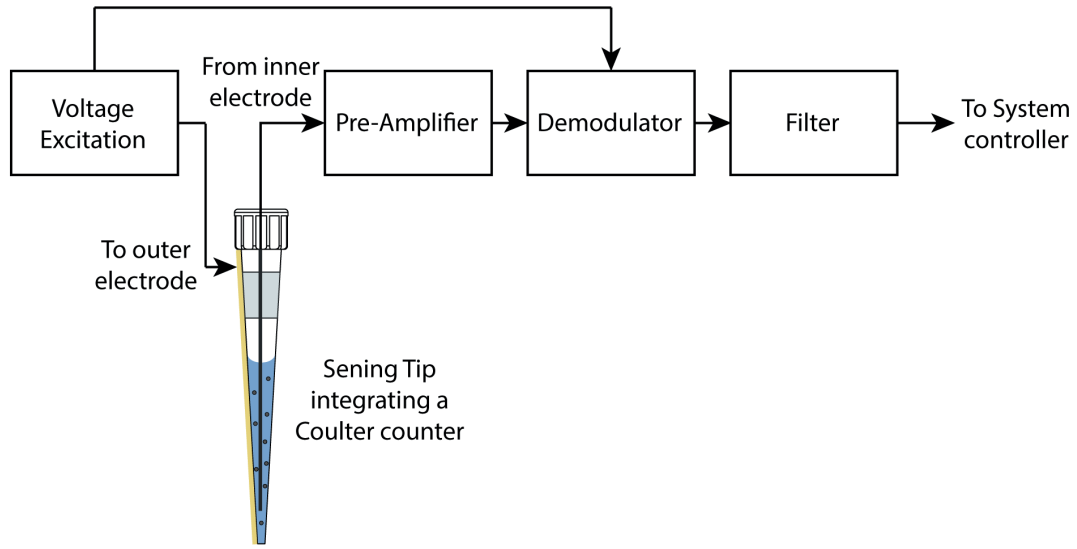 Voltage
Excitation
From inner
electrode
Pre-Amplifier
Demodulator
Filter
To System
controller
To outer
electrode
Sening Tip
integrating a
Coulter counter